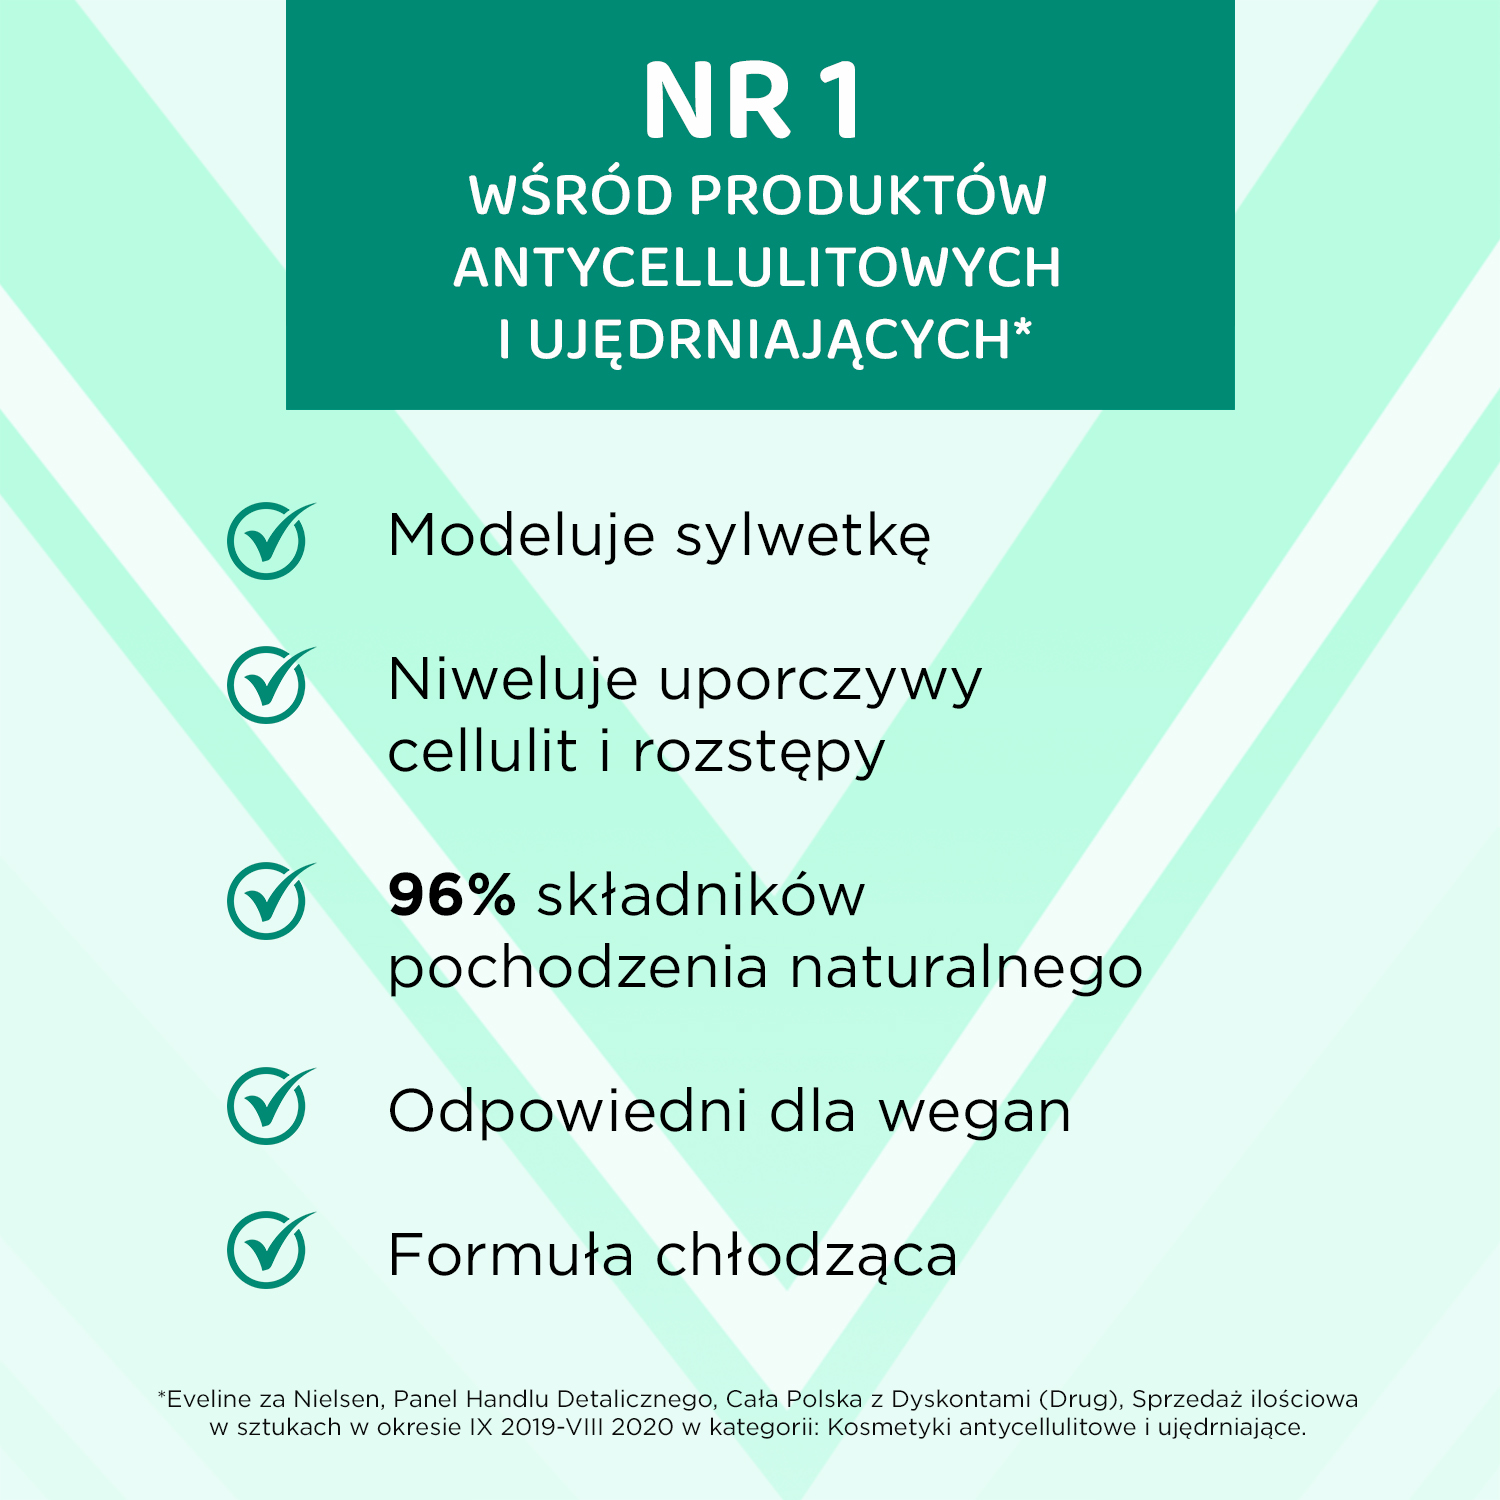 NR 1
WŚRÓD PRODUKTÓW
ANTYCELLULITOWYCH
I UJĘDRNIAJĄCYCH*
Modeluje sylwetkę
Niweluje uporczywy
cellulit i rozstępy
96% składników
pochodzenia naturalnego
Odpowiedni dla wegan
Formuła chłodząca
*Eveline za Nielsen, Panel Handlu Detalicznego, Cała Polska z Dyskontami (Drug), Sprzedaż ilościowa
w sztukach w okresie IX 2019-VIII 2020 w kategorii: Kosmetyki antycellulitowe i ujędrniające.